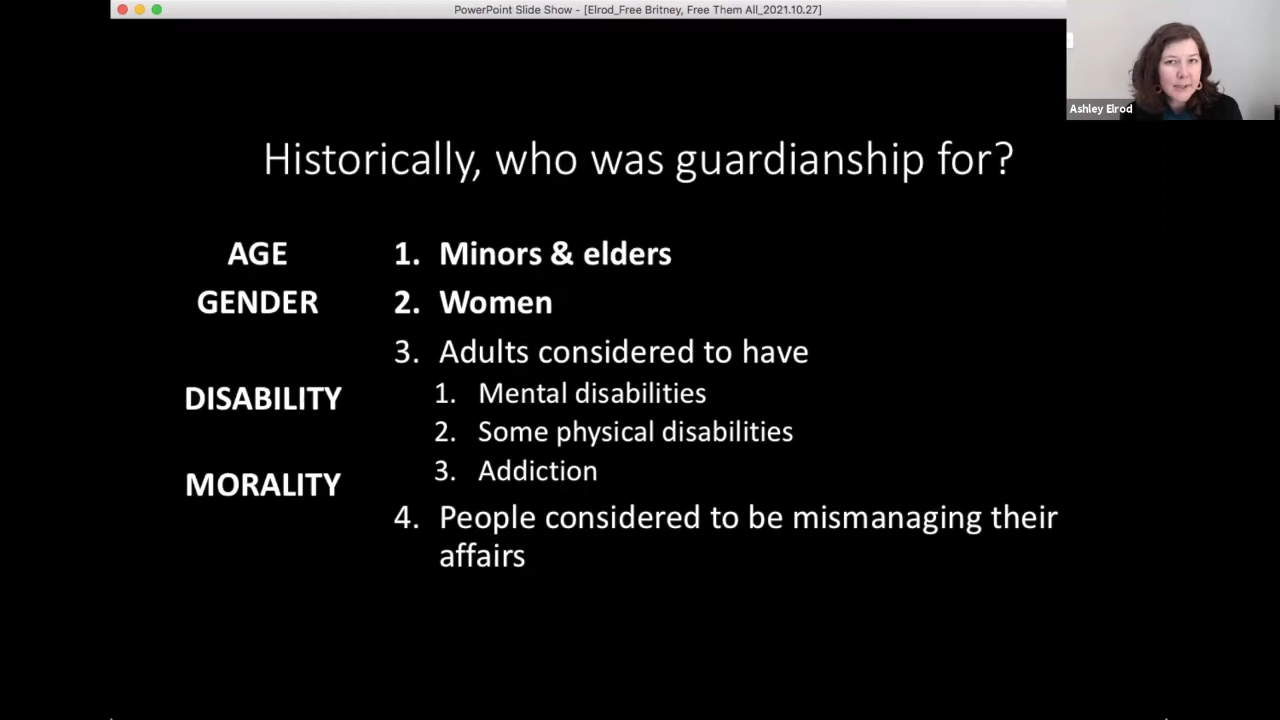 PowerPoint Slide Show - [Elrod_Free Britney, Free Them All_2021.10.27]
Ashley Elrod
Historically, who was guardianship for?
AGE 1. Minors & elders
GENDER 2. Women
3. Adults considered to have
DISABILITY 1. Mental disabilities
2. Some physical disabilities
3. Addiction
MORALITY
4. People considered to be mismanaging their
affairs